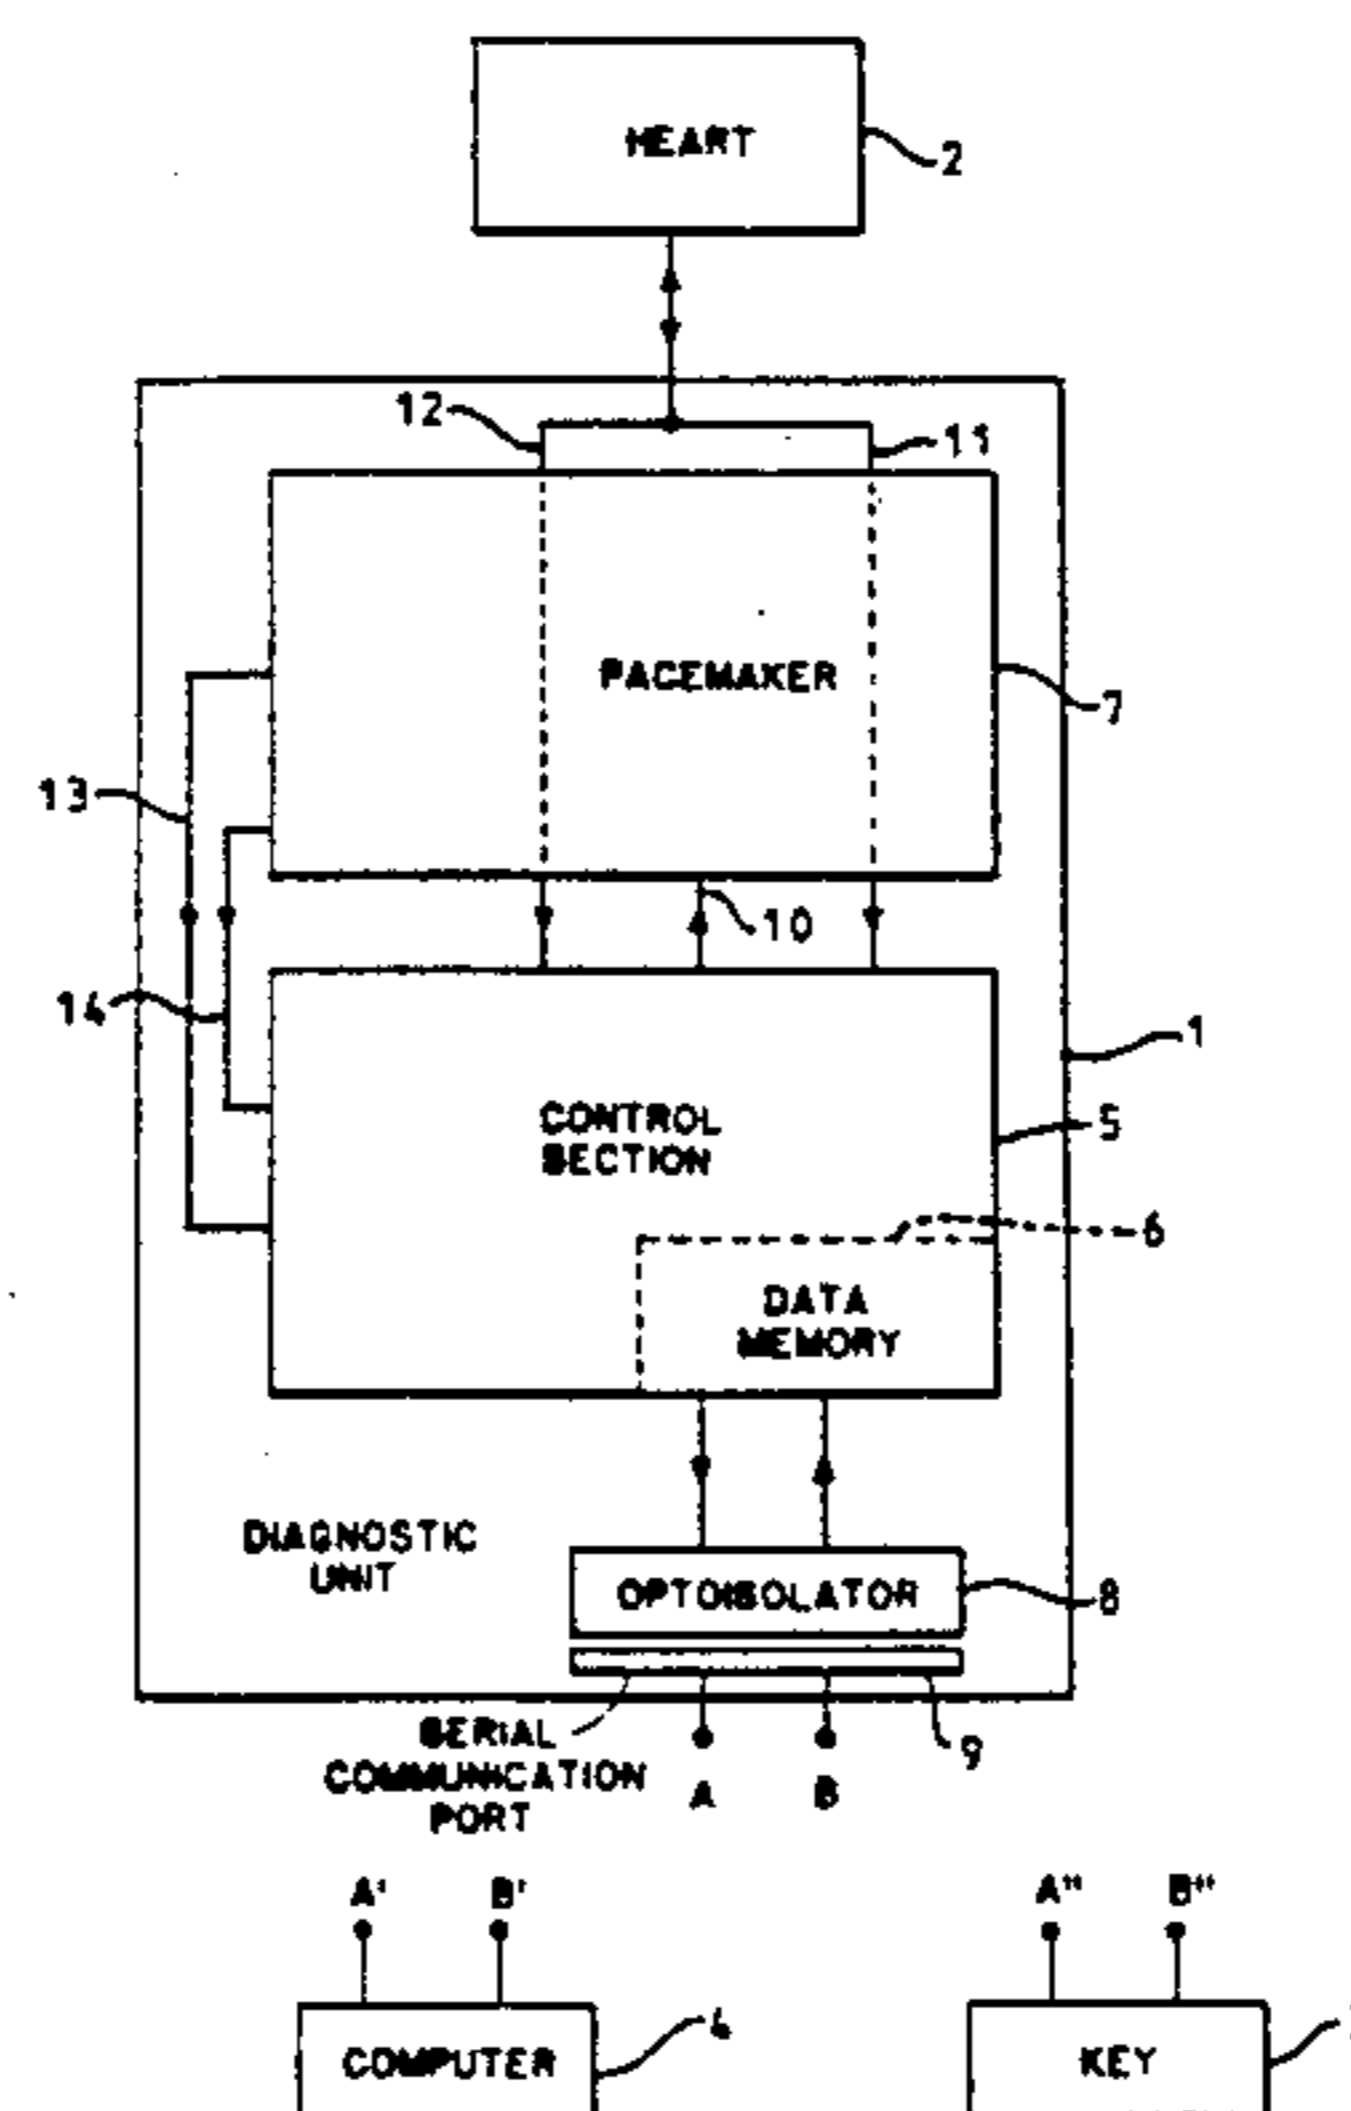 HEART
2
12
11
PACEMAKER
7
13
10
14
1
CONTROL
SECTION
5
6
DATA
MEMORY
DIAGNOSTIC
UNIT
OPTOISOLATOR
8
SERIAL
COMMUNICATION
PORT
A
B
9
A'
B'
A"
B"
4
COMPUTER
KEY